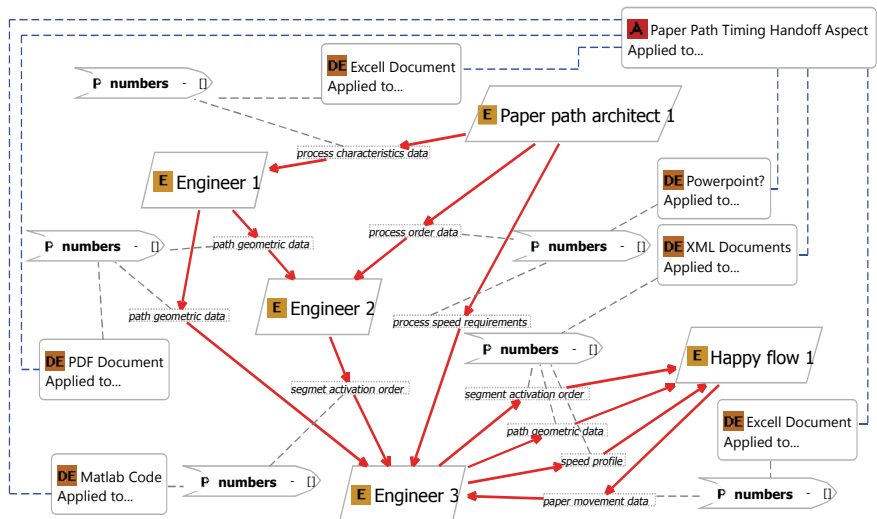 A Paper Path Timing Handoff Aspect
Applied to...
DE Excell Document
Applied to...
P numbers - []
E Paper path architect 1
process characteristics data
E Engineer 1
DE Powerpoint?
Applied to...
process order data
P numbers - []
path geometric data
P numbers - []
DE XML Documents
Applied to...
E Engineer 2
path geometric data
process speed requirements
P numbers - []
E Happy flow 1
DE PDF Document
Applied to...
segmet activation order
segment activation order
path geometric data
DE Excell Document
Applied to...
speed profile
DE Matlab Code
Applied to...
P numbers - []
E Engineer 3
paper movement data
P numbers - []